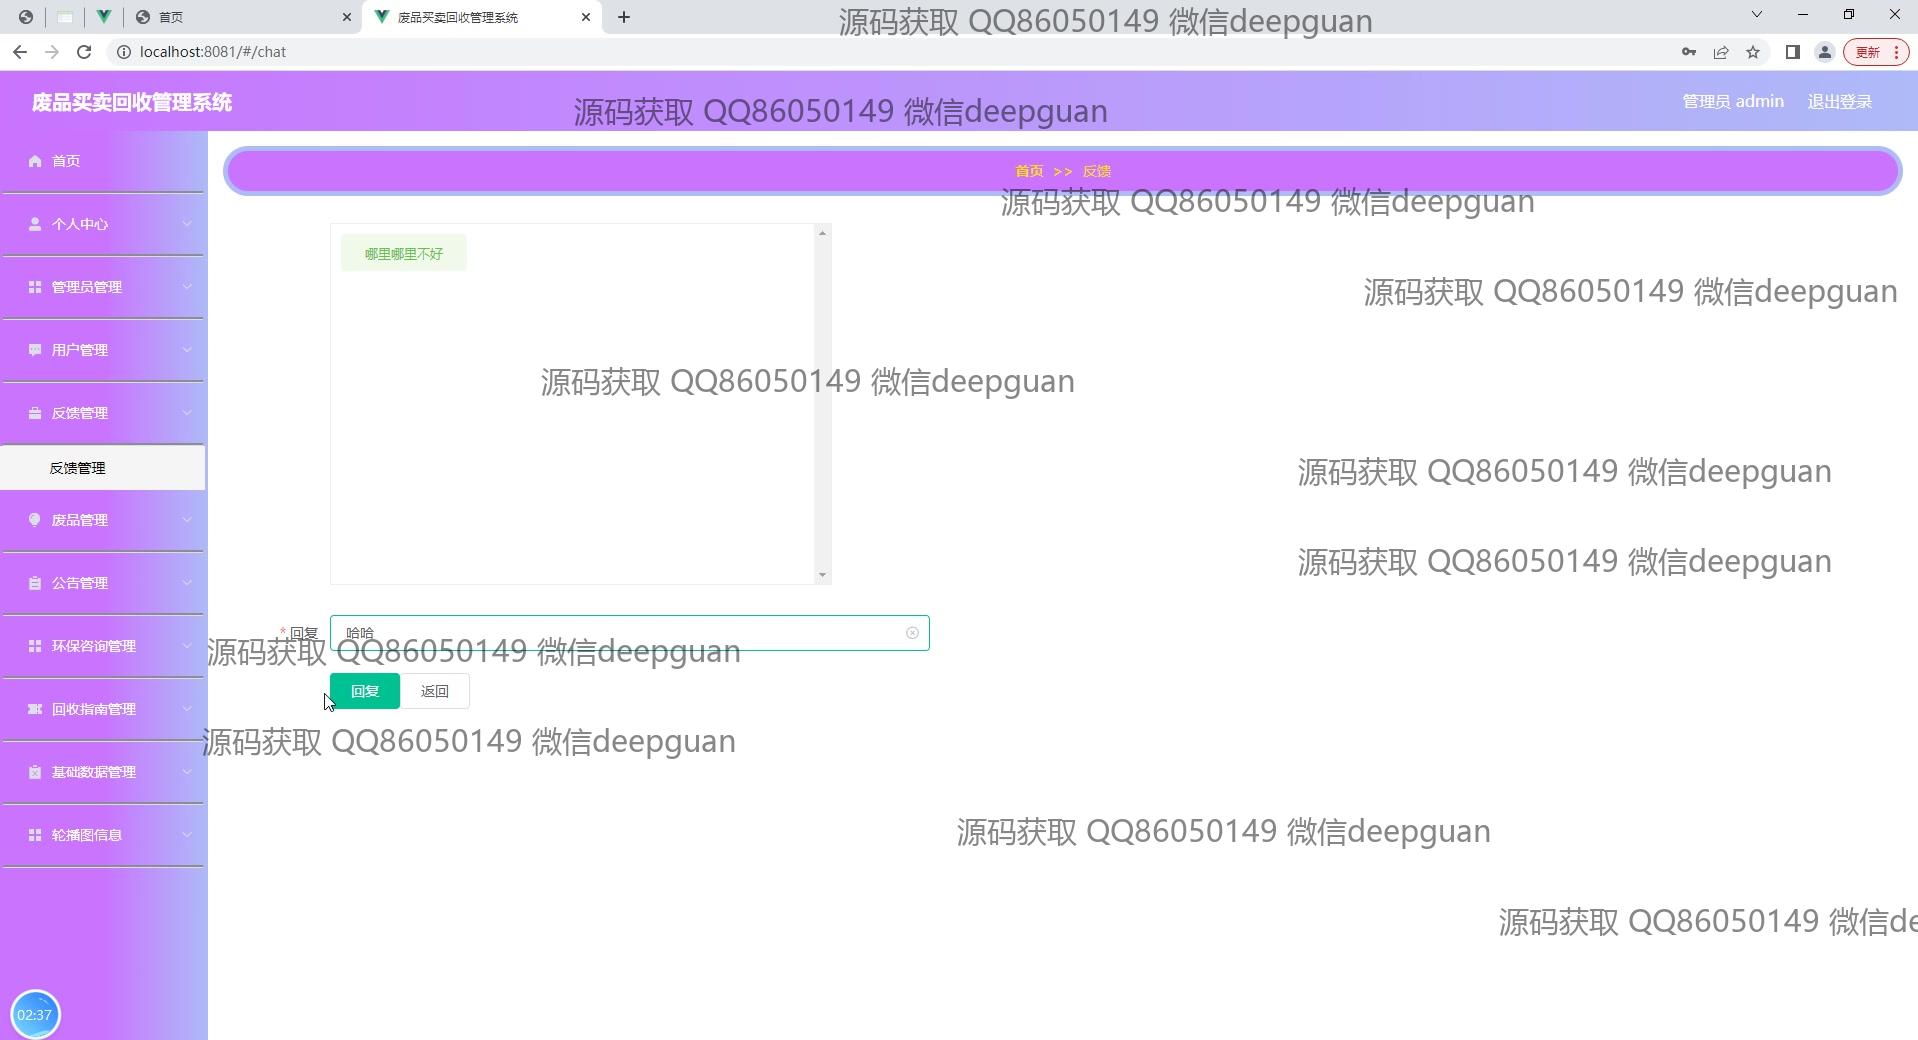 首页
废品买卖回收管理系统
源码获取 QQ86050149 微信deepguan
localhost:8081/#/chat
更新
废品买卖回收管理系统
源码获取 QQ86050149 微信deepguan
管理员 admin
退出登录
首页
首页 >> 反馈
源码获取 QQ86050149 微信deepguan
个人中心
哪里哪里不好
管理员管理
源码获取 QQ86050149 微信deepguan
用户管理
源码获取 QQ86050149 微信deepguan
反馈管理
反馈管理
源码获取 QQ86050149 微信deepguan
废品管理
源码获取 QQ86050149 微信deepguan
公告管理
* 回复
哈哈
环保咨询管理
源码获取 QQ86050149 微信deepguan
回复
返回
回收指南管理
源码获取 QQ86050149 微信deepguan
基础数据管理
轮播图信息
源码获取 QQ86050149 微信deepguan
源码获取 QQ86050149 微信de
02:37